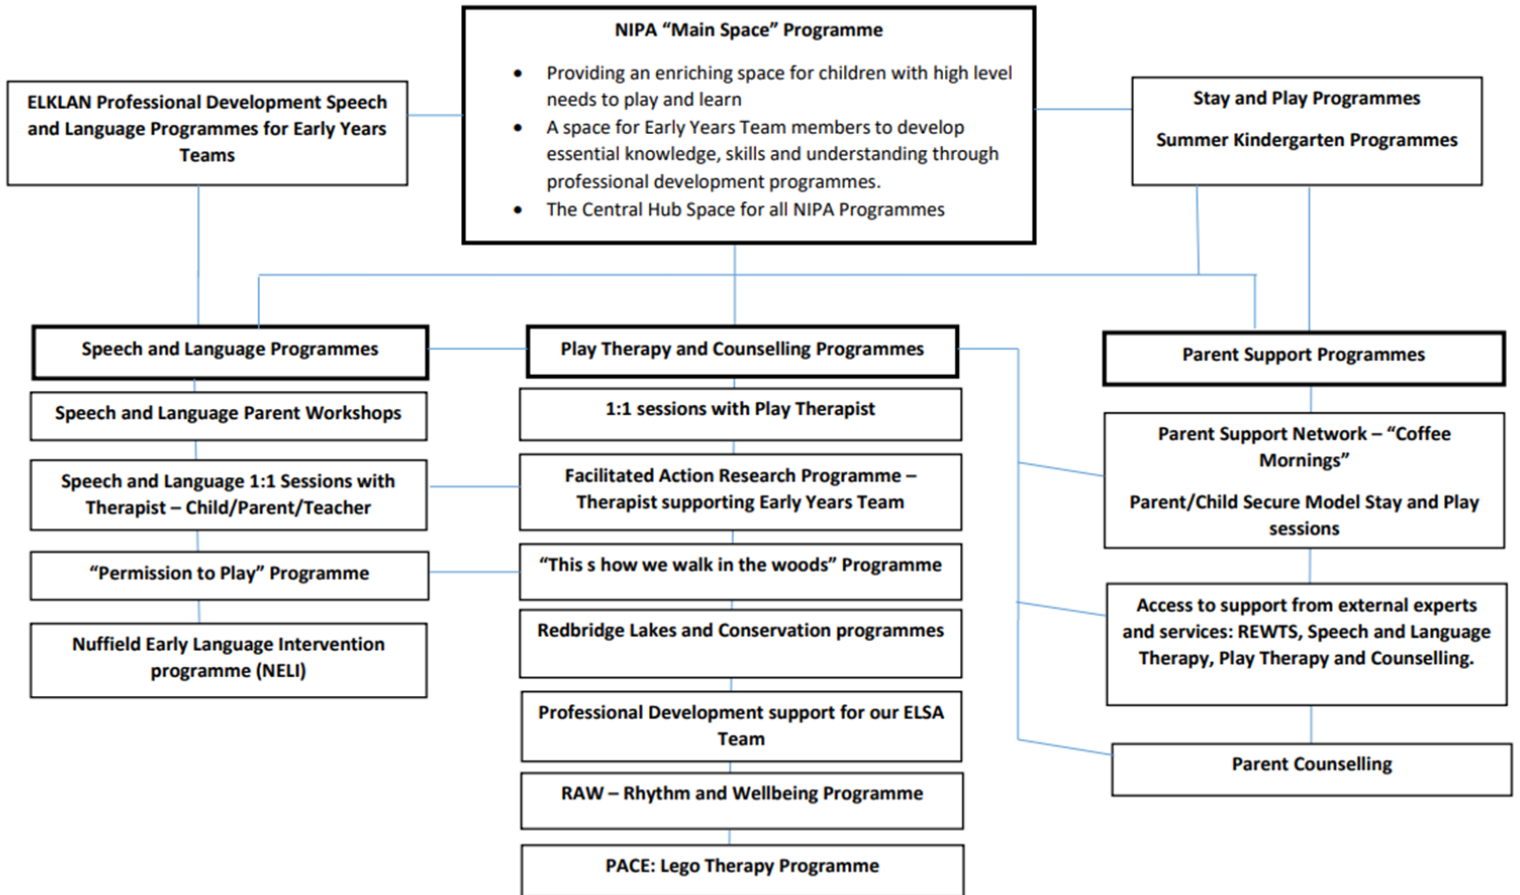 NIPA “Main Space” Programme
• Providing an enriching space for children with high level
needs to play and learn
• A space for Early Years Team members to develop
essential knowledge, skills and understanding through
professional development programmes.
• The Central Hub Space for all NIPA Programmes
ELKLAN Professional Development Speech
and Language Programmes for Early Years
Teams
Stay and Play Programmes
Summer Kindergarten Programmes
Speech and Language Programmes
Speech and Language Parent Workshops
Speech and Language 1:1 Sessions with
Therapist – Child/Parent/Teacher
“Permission to Play” Programme
Nuffield Early Language Intervention
programme (NELI)
Play Therapy and Counselling Programmes
1:1 sessions with Play Therapist
Facilitated Action Research Programme –
Therapist supporting Early Years Team
“This s how we walk in the woods” Programme
Redbridge Lakes and Conservation programmes
Professional Development support for our ELSA
Team
RAW – Rhythm and Wellbeing Programme
PACE: Lego Therapy Programme
Parent Support Programmes
Parent Support Network – “Coffee
Mornings”
Parent/Child Secure Model Stay and Play
sessions
Access to support from external experts
and services: REWTS, Speech and Language
Therapy, Play Therapy and Counselling.
Parent Counselling